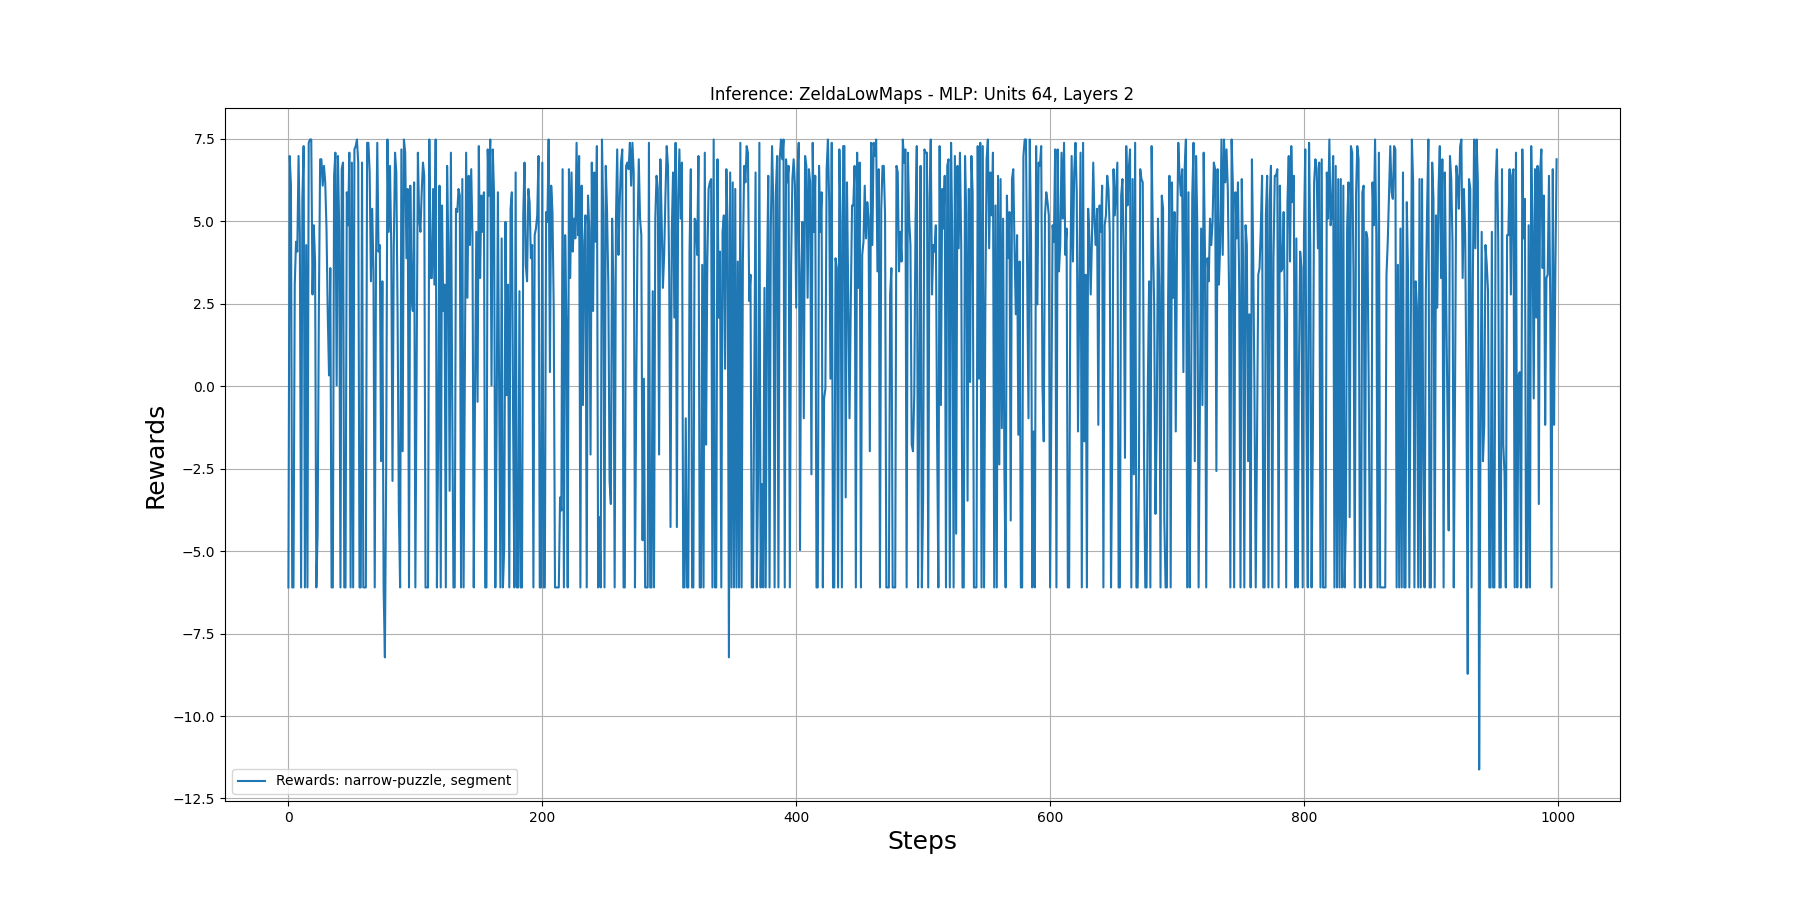 Inference: ZeldaLowMaps - MLP: Units 64, Layers 2
7.5
5.0
2.5
0.0
−2.5
−5.0
−7.5
−10.0
−12.5
Rewards
Rewards: narrow-puzzle, segment
0 200 400 600 800 1000
Steps